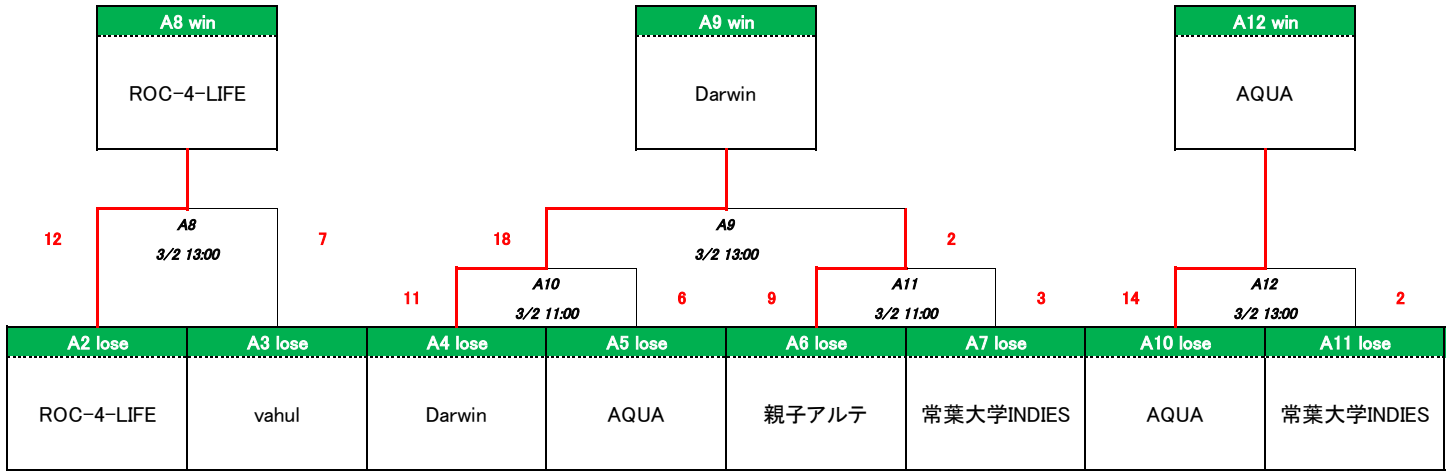 A8 win
A9 win
A12 win
ROC-4-LIFE
Darwin
AQUA
12
A8
3/2 13:00
7
18
A9
3/2 13:00
2
11
A10
3/2 11:00
6
9
A11
3/2 11:00
3
14
A12
3/2 13:00
2
A2 lose
A3 lose
A4 lose
A5 lose
A6 lose
A7 lose
A10 lose
A11 lose
ROC-4-LIFE
vahul
Darwin
AQUA
親子アルテ
常葉大学INDIES
AQUA
常葉大学INDIES